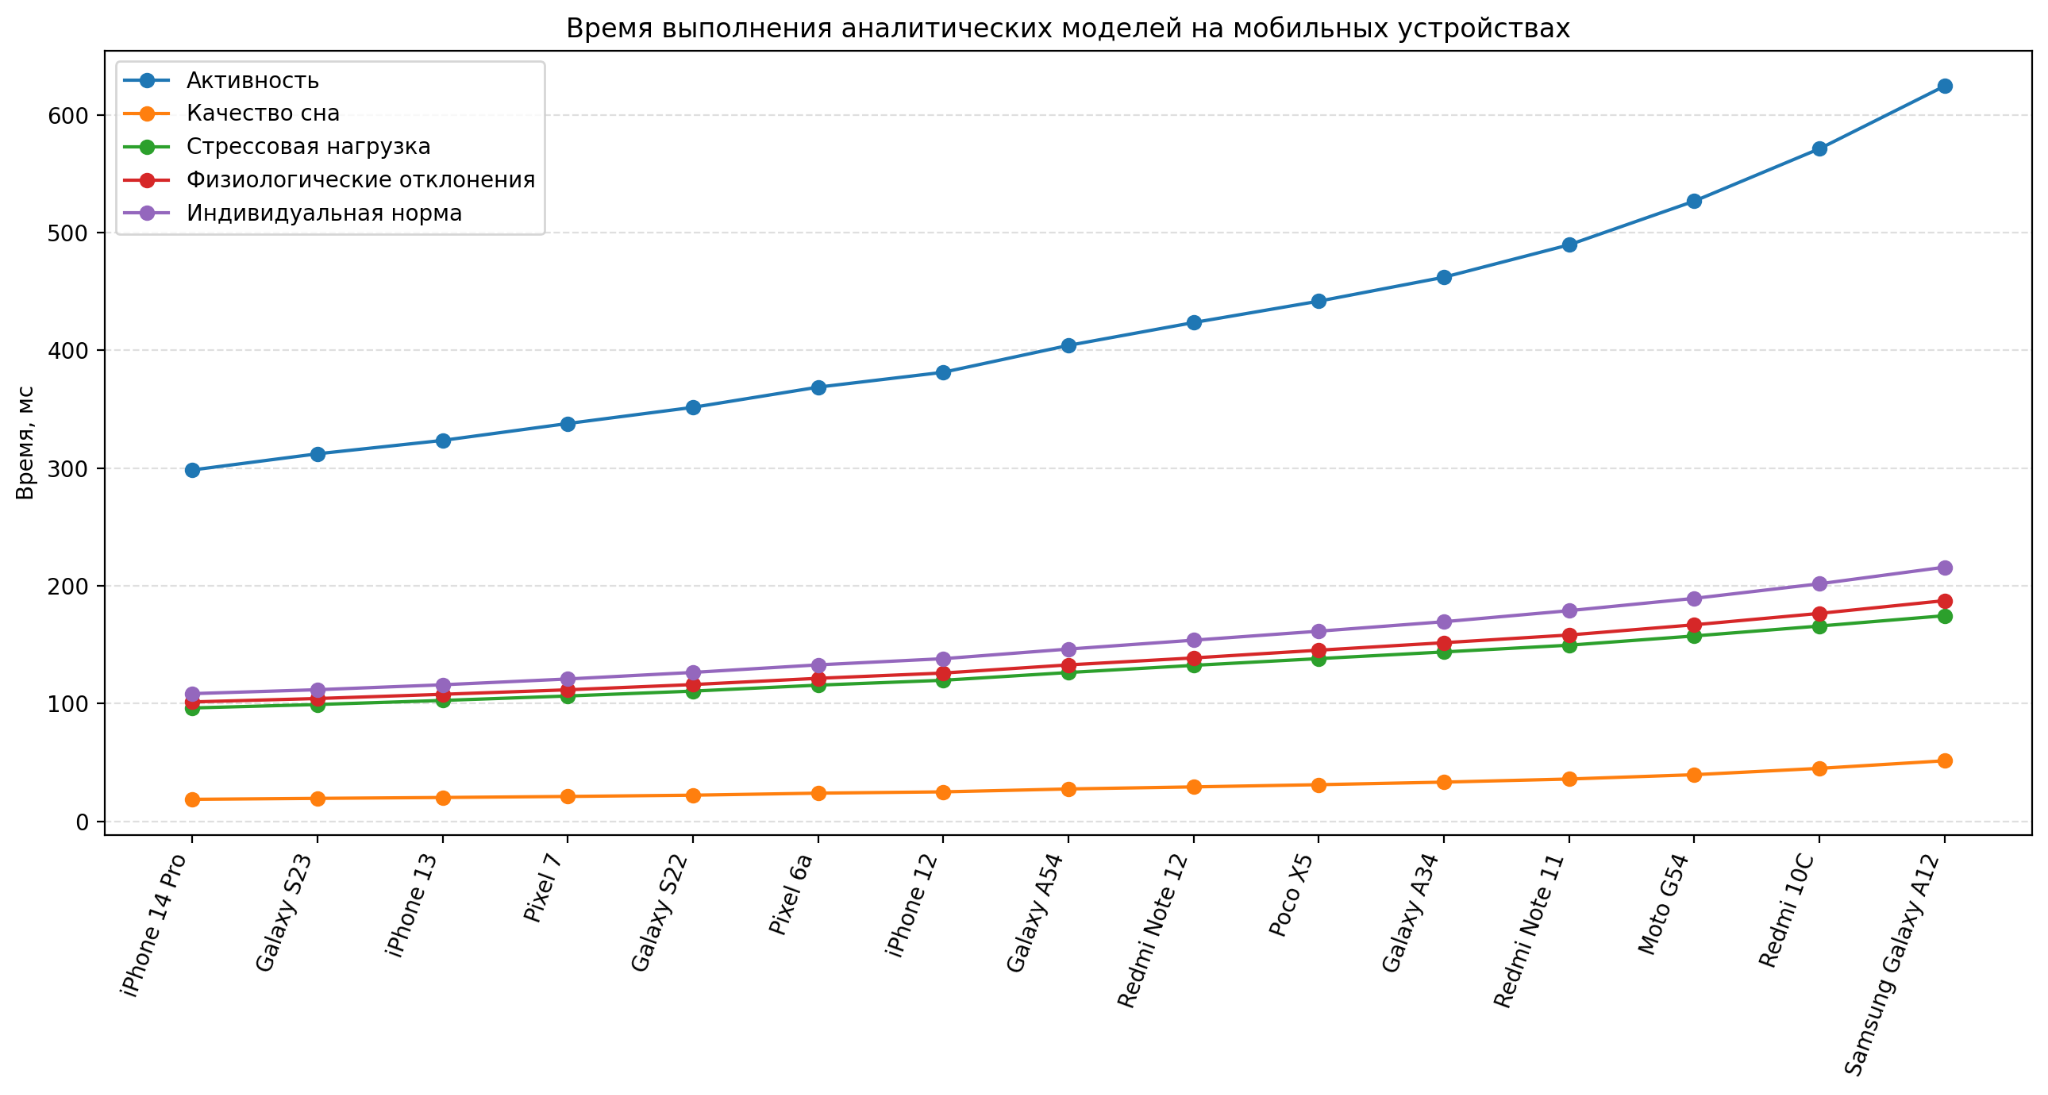 Время выполнения аналитических моделей на мобильных устройствах
Активность
Качество сна
Стрессовая нагрузка
Физиологические отклонения
Индивидуальная норма
Время, мс
600
500
400
300
200
100
0
iPhone 14 Pro
Galaxy S23
iPhone 13
Pixel 7
Galaxy S22
Pixel 6a
iPhone 12
Galaxy A54
Redmi Note 12
Poco X5
Galaxy A34
Redmi Note 11
Moto G54
Redmi 10C
Samsung Galaxy A12